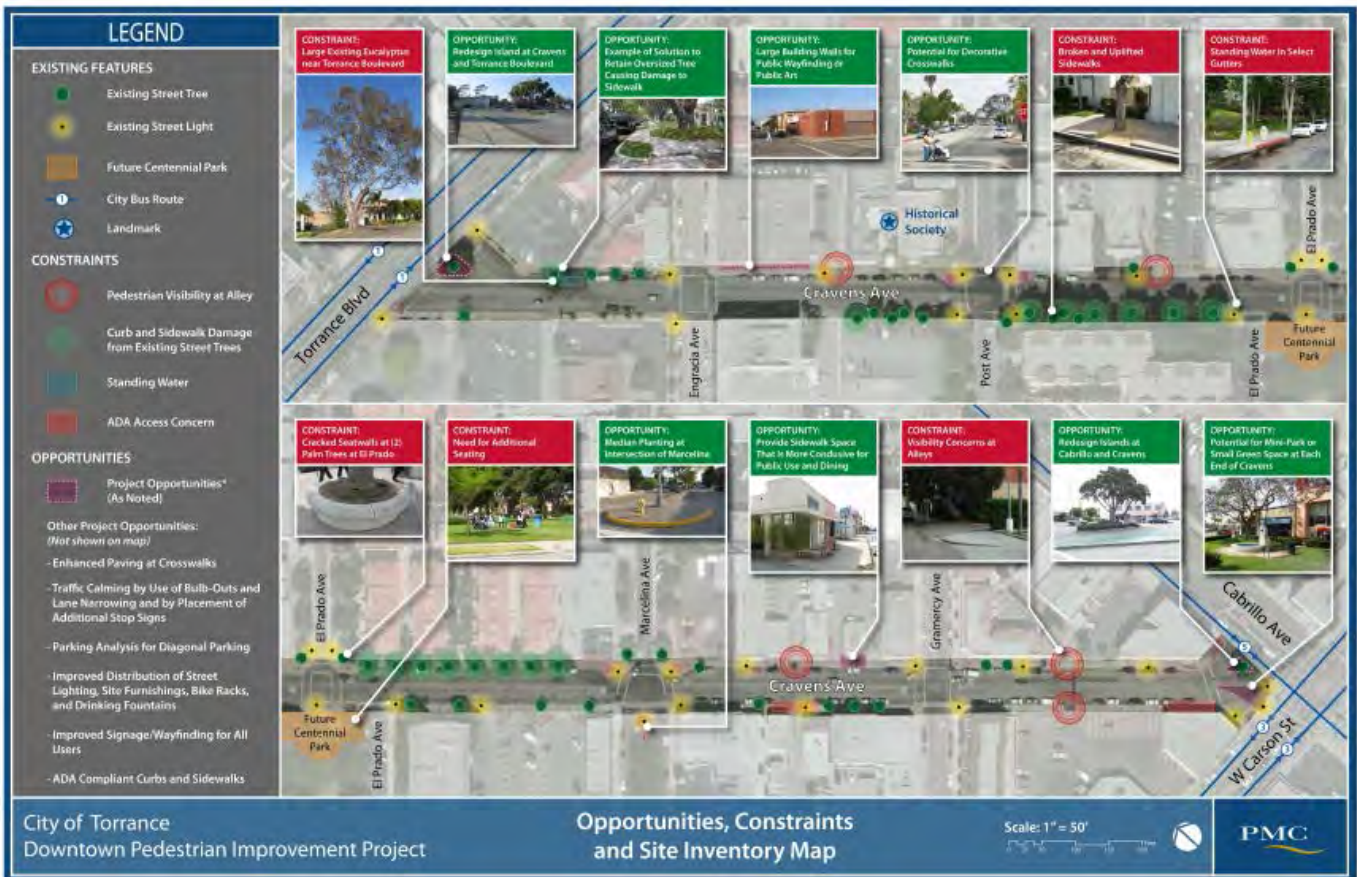 LEGEND
EXISTING FEATURES
Existing Street Tree
Existing Street Light
Future Centennial Park
1
City Bus Route
Landmark
CONSTRAINTS
Pedestrian Visibility at Alley
Curb and Sidewalk Damage
from Existing Street Trees
Standing Water
ADA Access Concern
OPPORTUNITIES
Project Opportunities*
(As Noted)
Other Project Opportunities:
(Not shown on map)
- Enhanced Paving at Crosswalks
- Traffic Calming by Use of Bulb-Outs and
Lane Narrowing and by Placement of
Additional Stop Signs
- Parking Analysis for Diagonal Parking
- Improved Distribution of Street
Lighting, Site Furnishings, Bike Racks,
and Drinking Fountains
- Improved Signage/Wayfinding for All
Users
- ADA Compliant Curbs and Sidewalks
CONSTRAINT:
Large Existing Eucalyptus
near Torrance Boulevard
OPPORTUNITY:
Redesign Island at Cravens
and Torrance Boulevard
OPPORTUNITY:
Example of Solution to
Retain Oversized Tree
Causing Damage to
Sidewalk
OPPORTUNITY:
Large Building Walls for
Public Wayfinding or
Public Art
OPPORTUNITY:
Potential for Decorative
Crosswalks
CONSTRAINT:
Broken and Uplifted
Sidewalks
CONSTRAINT:
Standing Water in Select
Gutters
Historical
Society
El Prado Ave
1
1
Torrance Blvd
Cravens Ave
Engracia Ave
Post Ave
El Prado Ave
Future
Centennial
Park
CONSTRAINT:
Cracked Seatwalls at (2)
Palm Trees at El Prado
CONSTRAINT:
Need for Additional
Seating
OPPORTUNITY:
Median Planting at
Intersection of Marcelina
OPPORTUNITY:
Provide Sidewalk Space
That Is More Conducive for
Public Use and Dining
CONSTRAINT:
Visibility Concerns at
Alleys
OPPORTUNITY:
Redesign Islands at
Cabrillo and Cravens
OPPORTUNITY:
Potential for Mini-Park or
Small Green Space at Each
End of Cravens
El Prado Ave
Marcelina Ave
Gramercy Ave
Cabrillo Ave
5
Cravens Ave
Future
Centennial
Park
El Prado Ave
3
3
W Carson St
City of Torrance
Downtown Pedestrian Improvement Project
Opportunities, Constraints
and Site Inventory Map
Scale: 1" = 50'
PMC